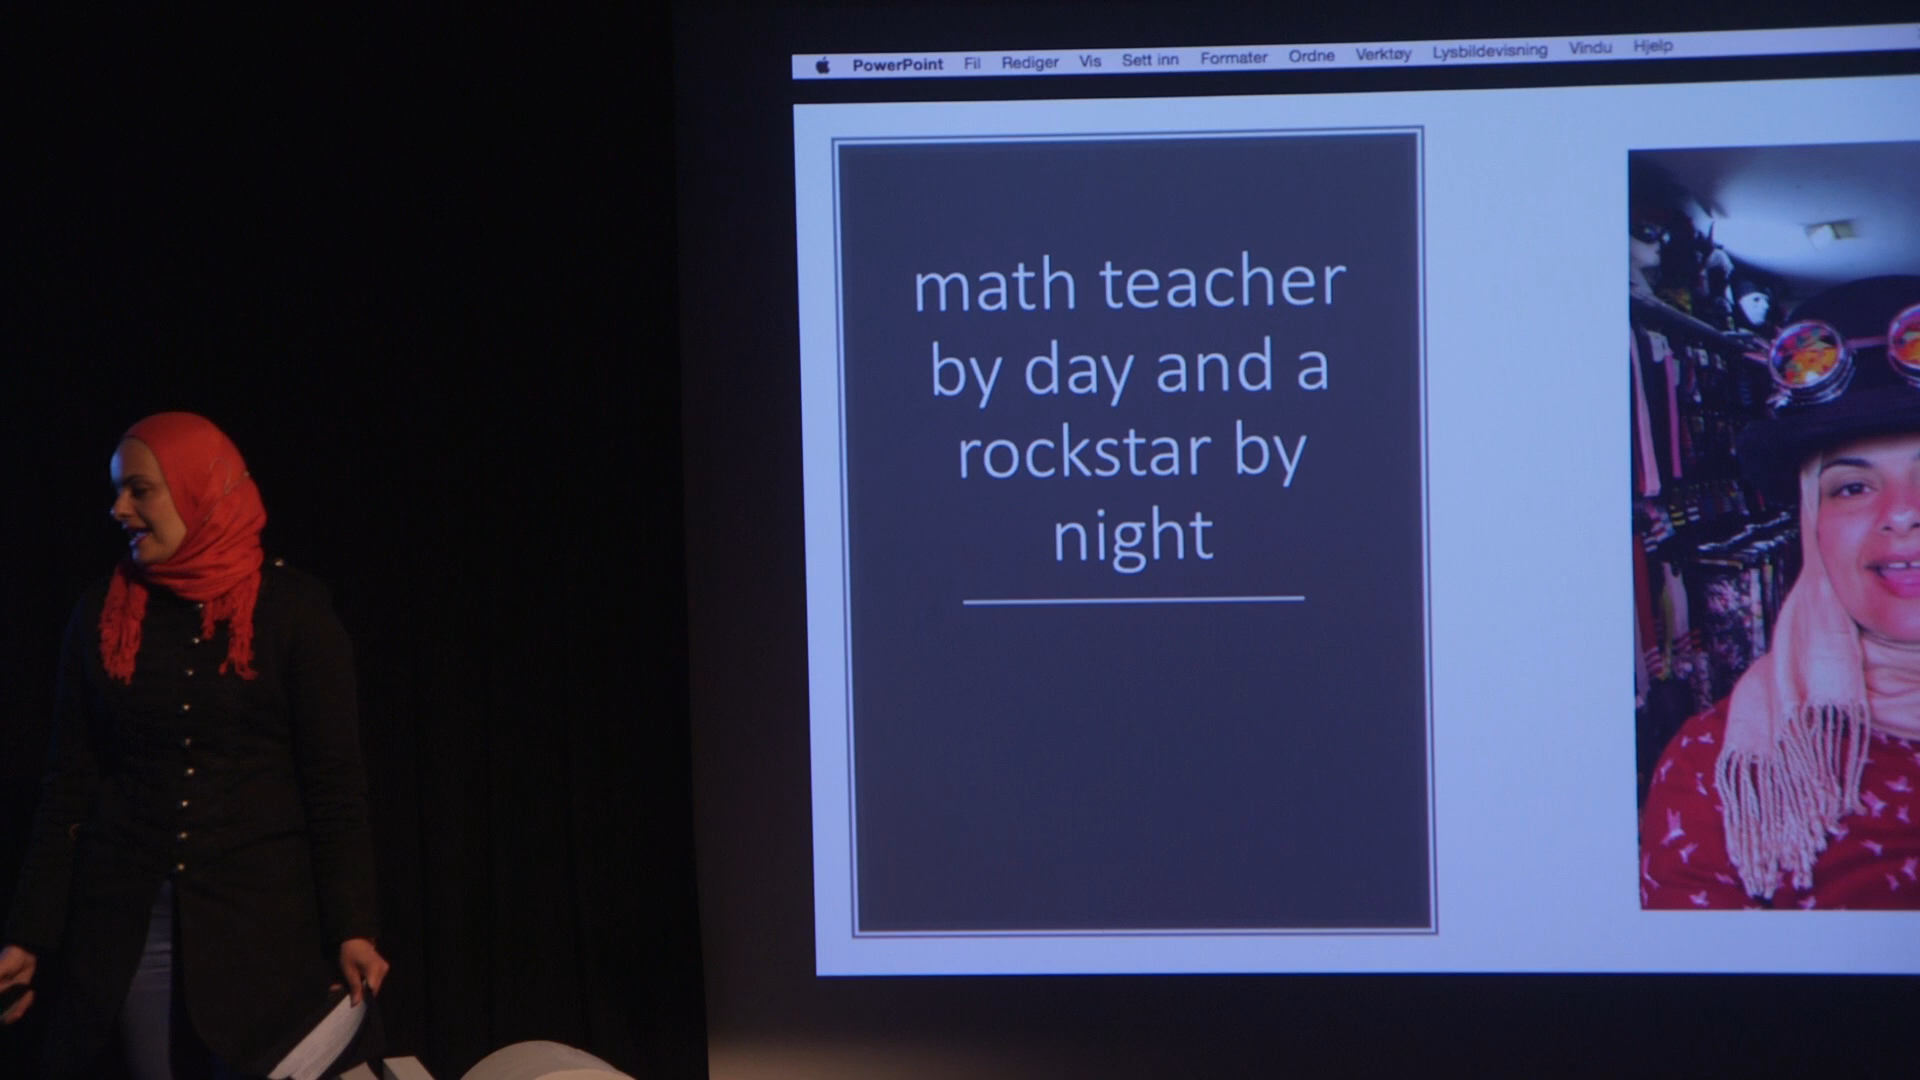 PowerPoint Fil Rediger Vis Sett inn Formater Ordne Verktøy Lysbildevisning Vindu Hjelp
math teacher
by day and a
rockstar by
night